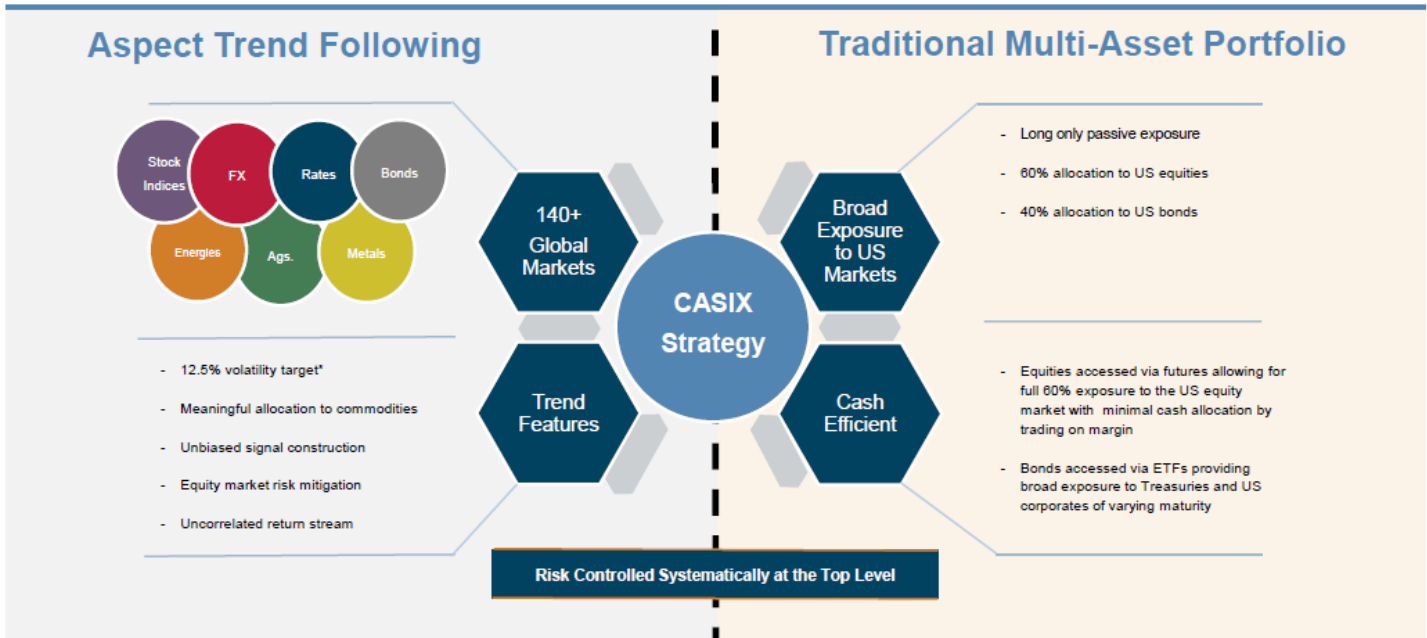 Aspect Trend Following
Stock
Indices
FX
Rates
Bonds
Energies
Ags.
Metals
140+
Global
Markets
- 12.5% volatility target*
- Meaningful allocation to commodities
- Unbiased signal construction
- Equity market risk mitigation
- Uncorrelated return stream
Trend
Features
CASIX
Strategy
Traditional Multi-Asset Portfolio
Broad
Exposure
to US
Markets
- Long only passive exposure
- 60% allocation to US equities
- 40% allocation to US bonds
Cash
Efficient
- Equities accessed via futures allowing for
full 60% exposure to the US equity
market with minimal cash allocation by
trading on margin
- Bonds accessed via ETFs providing
broad exposure to Treasuries and US
corporates of varying maturity
Risk Controlled Systematically at the Top Level